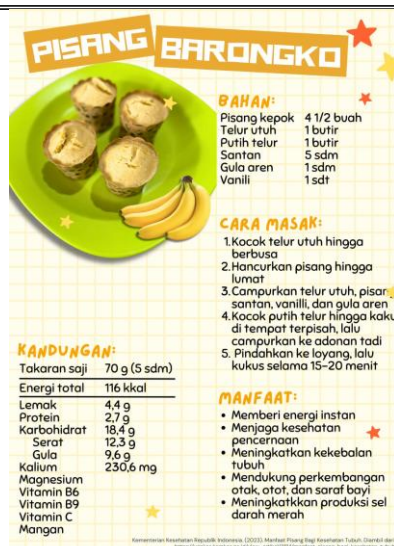 PISANG BARONGKO
BAHAN:
Pisang kepok 4 1/2 buah
Telur utuh 1 butir
Putih telur 1 butir
Santan 5 sdm
Gula aren 1 sdm
Vanili 1 sdt
CARA MASAK:
1.Kocok telur utuh hingga
berbusa
2.Hancurkan pisang hingga
lumat
3.Campurkan telur utuh, pisang,
santan, vanilli, dan gula aren
4.Kocok putih telur hingga kaku
di tempat terpisah, lalu
campurkan ke adonan tadi
5. Pindahkan ke loyang, lalu
kukus selama 15-20 menit
KANDUNGAN:
Takaran saji 70 g (5 sdm)
Energi total 116 kkal
Lemak 4,4 g
Protein 2,7 g
Karbohidrat 18,4 g
Serat 12,3 g
Gula 9,6 g
Kalium 230,6 mg
Magnesium
Vitamin B6
Vitamin B9
Vitamin C
Mangan
MANFAAT:
• Memberi energi instan
• Menjaga kesehatan
pencernaan
• Meningkatkan kekebalan
tubuh
• Mendukung perkembangan
otak, otot, dan saraf bayi
• Meningkatkkan produksi sel
darah merah
Kementerian Kesehatan Republik Indonesia. (2023). Manfaat Pisang Bagi Kesehatan Tubuh. Diambil dari